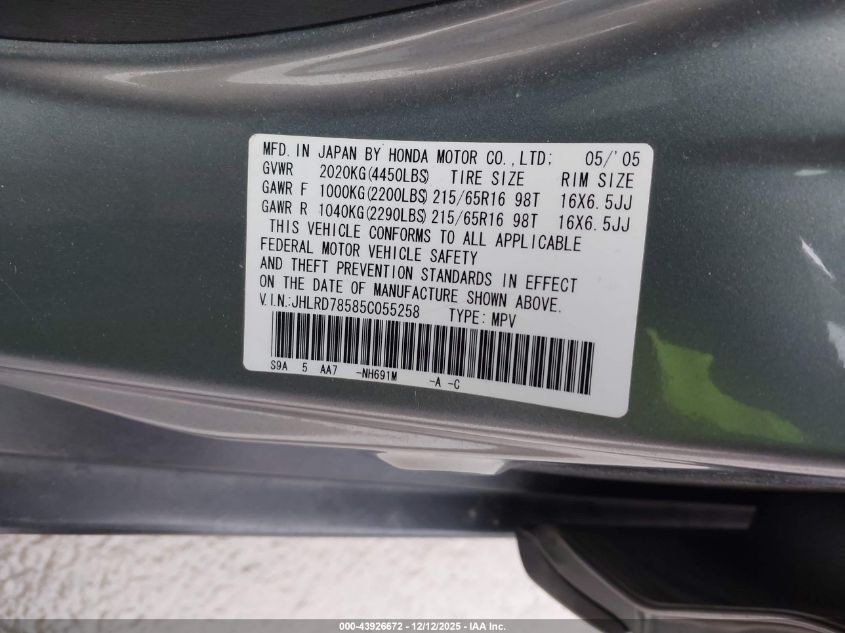 MFD. IN JAPAN BY HONDA MOTOR CO.,LTD; 05/'05
GVWR 2020KG(4450LBS) TIRE SIZE RIM SIZE
GAWR F 1000KG(2200LBS) 215/65R16 98T 16X6.5JJ
GAWR R 1040KG(2290LBS) 215/65R16 98T 16X6.5JJ
THIS VEHICLE CONFORMS TO ALL APPLICABLE
FEDERAL MOTOR VEHICLE SAFETY
AND THEFT PREVENTION STANDARDS IN EFFECT
ON THE DATE OF MANUFACTURE SHOWN ABOVE.
V.I.N.:JHLRD78585C055258 TYPE: MPV
S9A 5 AA7 -NH691M -A -C
000-43926672 - 12/12/2025 - IAA Inc.